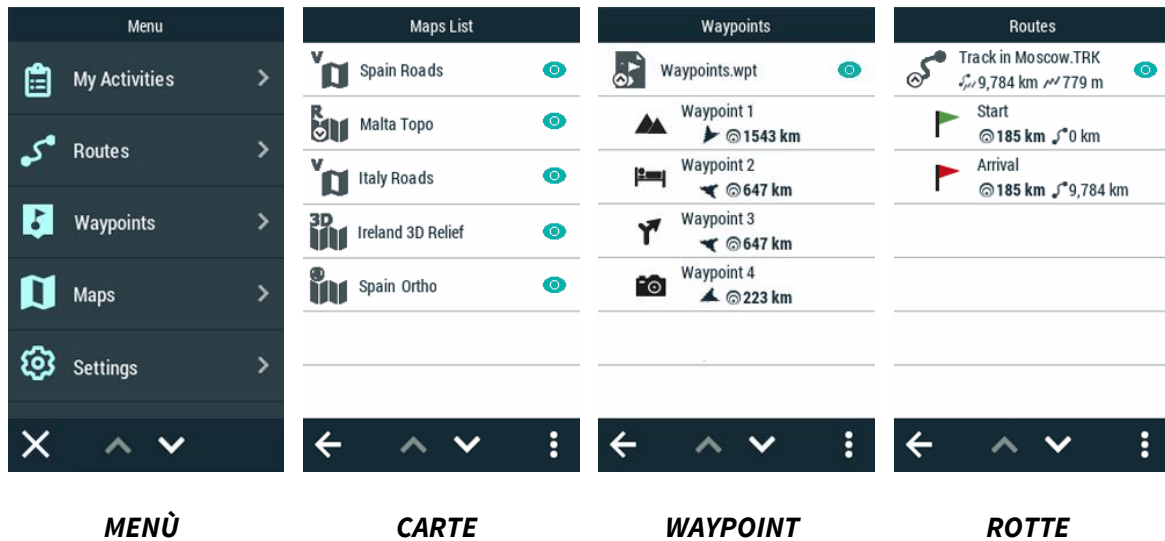 Menu
My Activities
Routes
Waypoints
Maps
Settings
MENÙ
Maps List
V
Spain Roads
R
Malta Topo
V
Italy Roads
3D
Ireland 3D Relief
Spain Ortho
CARTE
Waypoints
Waypoints.wpt
Waypoint 1
1543 km
Waypoint 2
647 km
Waypoint 3
647 km
Waypoint 4
223 km
WAYPOINT
Routes
Track in Moscow.TRK
9,784 km 779 m
Start
185 km 0 km
Arrival
185 km 9,784 km
ROTTE